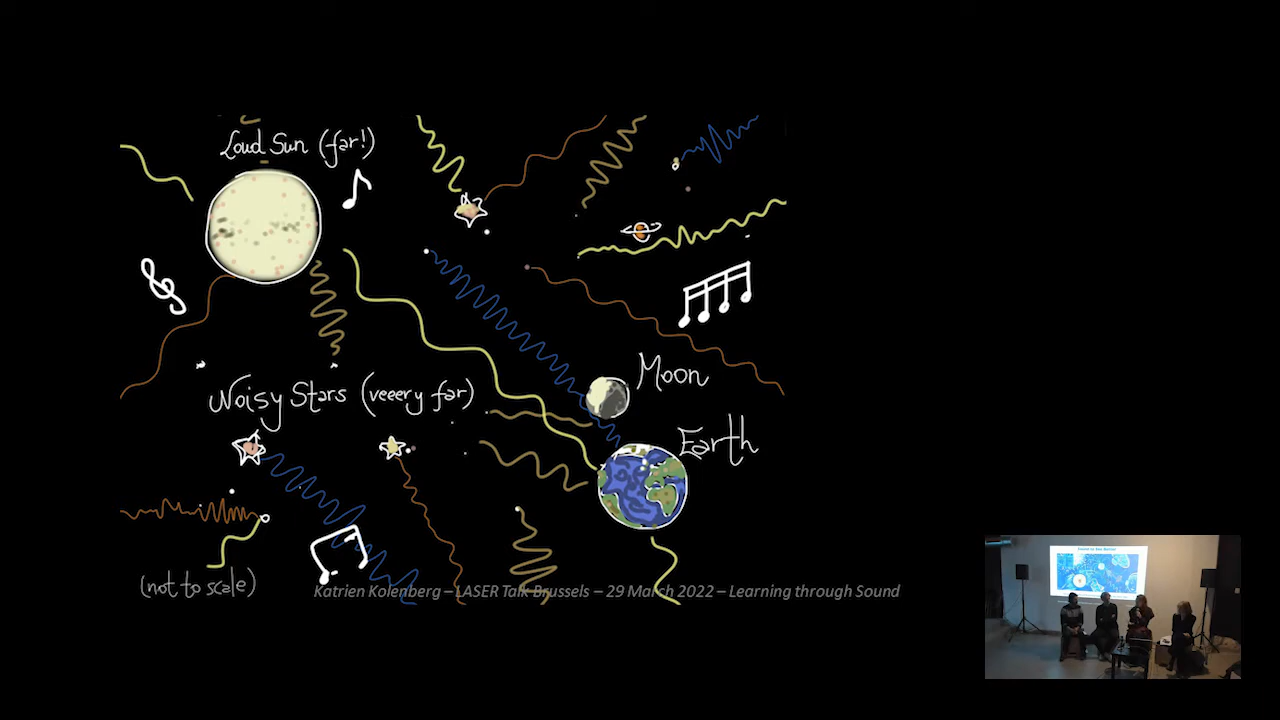 Loud Sun (far!)
Moon
Noisy Stars (veeery far)
Earth
(not to scale)
Katrien Kolenberg – LASER Talk Brussels – 29 March 2022 – Learning through Sound